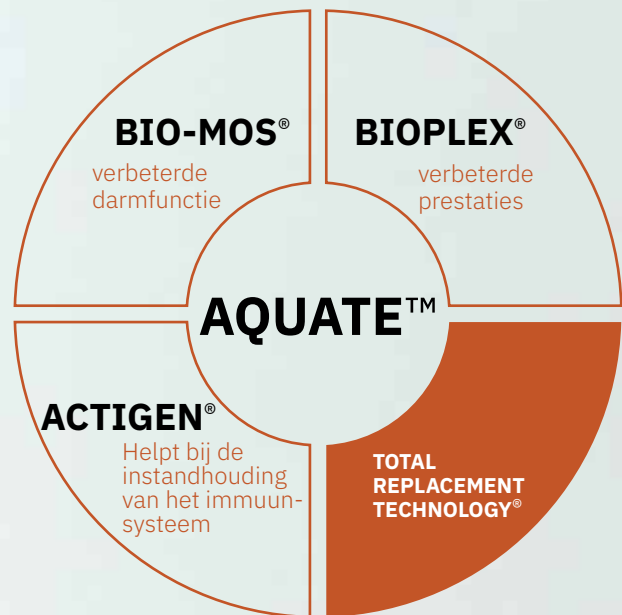 BIO-MOS®
verbeterde
darmfunctie
BIOPLEX®
verbeterde
prestaties
AQUATE™
ACTIGEN®
Helpt bij de
instandhouding
van het immuun-
systeem
TOTAL
REPLACEMENT
TECHNOLOGY®